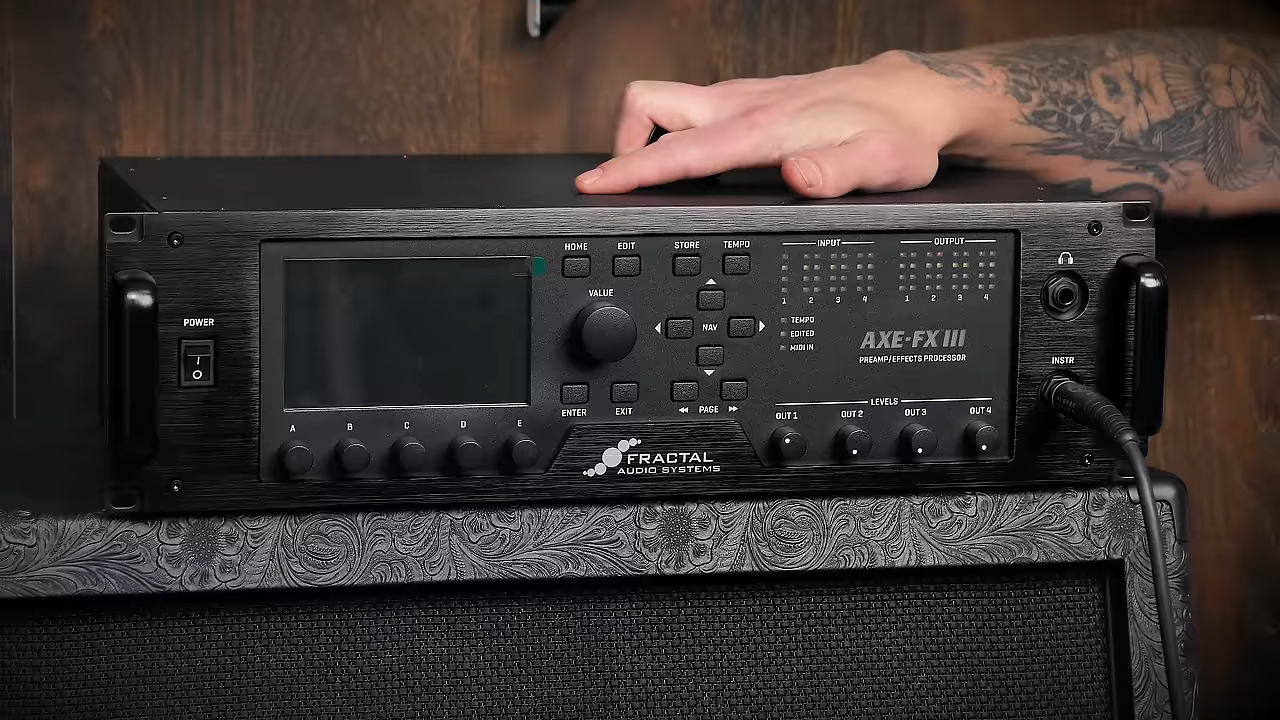 HOME EDIT STORE TEMPO
INPUT OUTPUT
1 2 3 4 1 2 3 4
VALUE
POWER
I
O
NAV
TEMPO
EDITED
MIDI IN
AXE-FX III
PREAMP/EFFECTS PROCESSOR
INSTR
ENTER EXIT PAGE
LEVELS
OUT 1 OUT 2 OUT 3 OUT 4
A B C D E
FRACTAL
AUDIO SYSTEMS